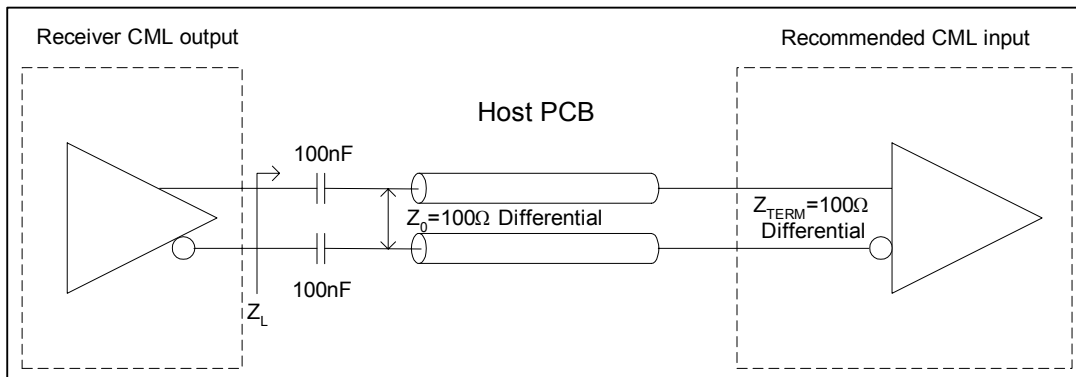 Receiver CML output
Recommended CML input
Host PCB
100nF
Z0=100Ω Differential
ZTERM=100Ω
Differential
100nF
ZL